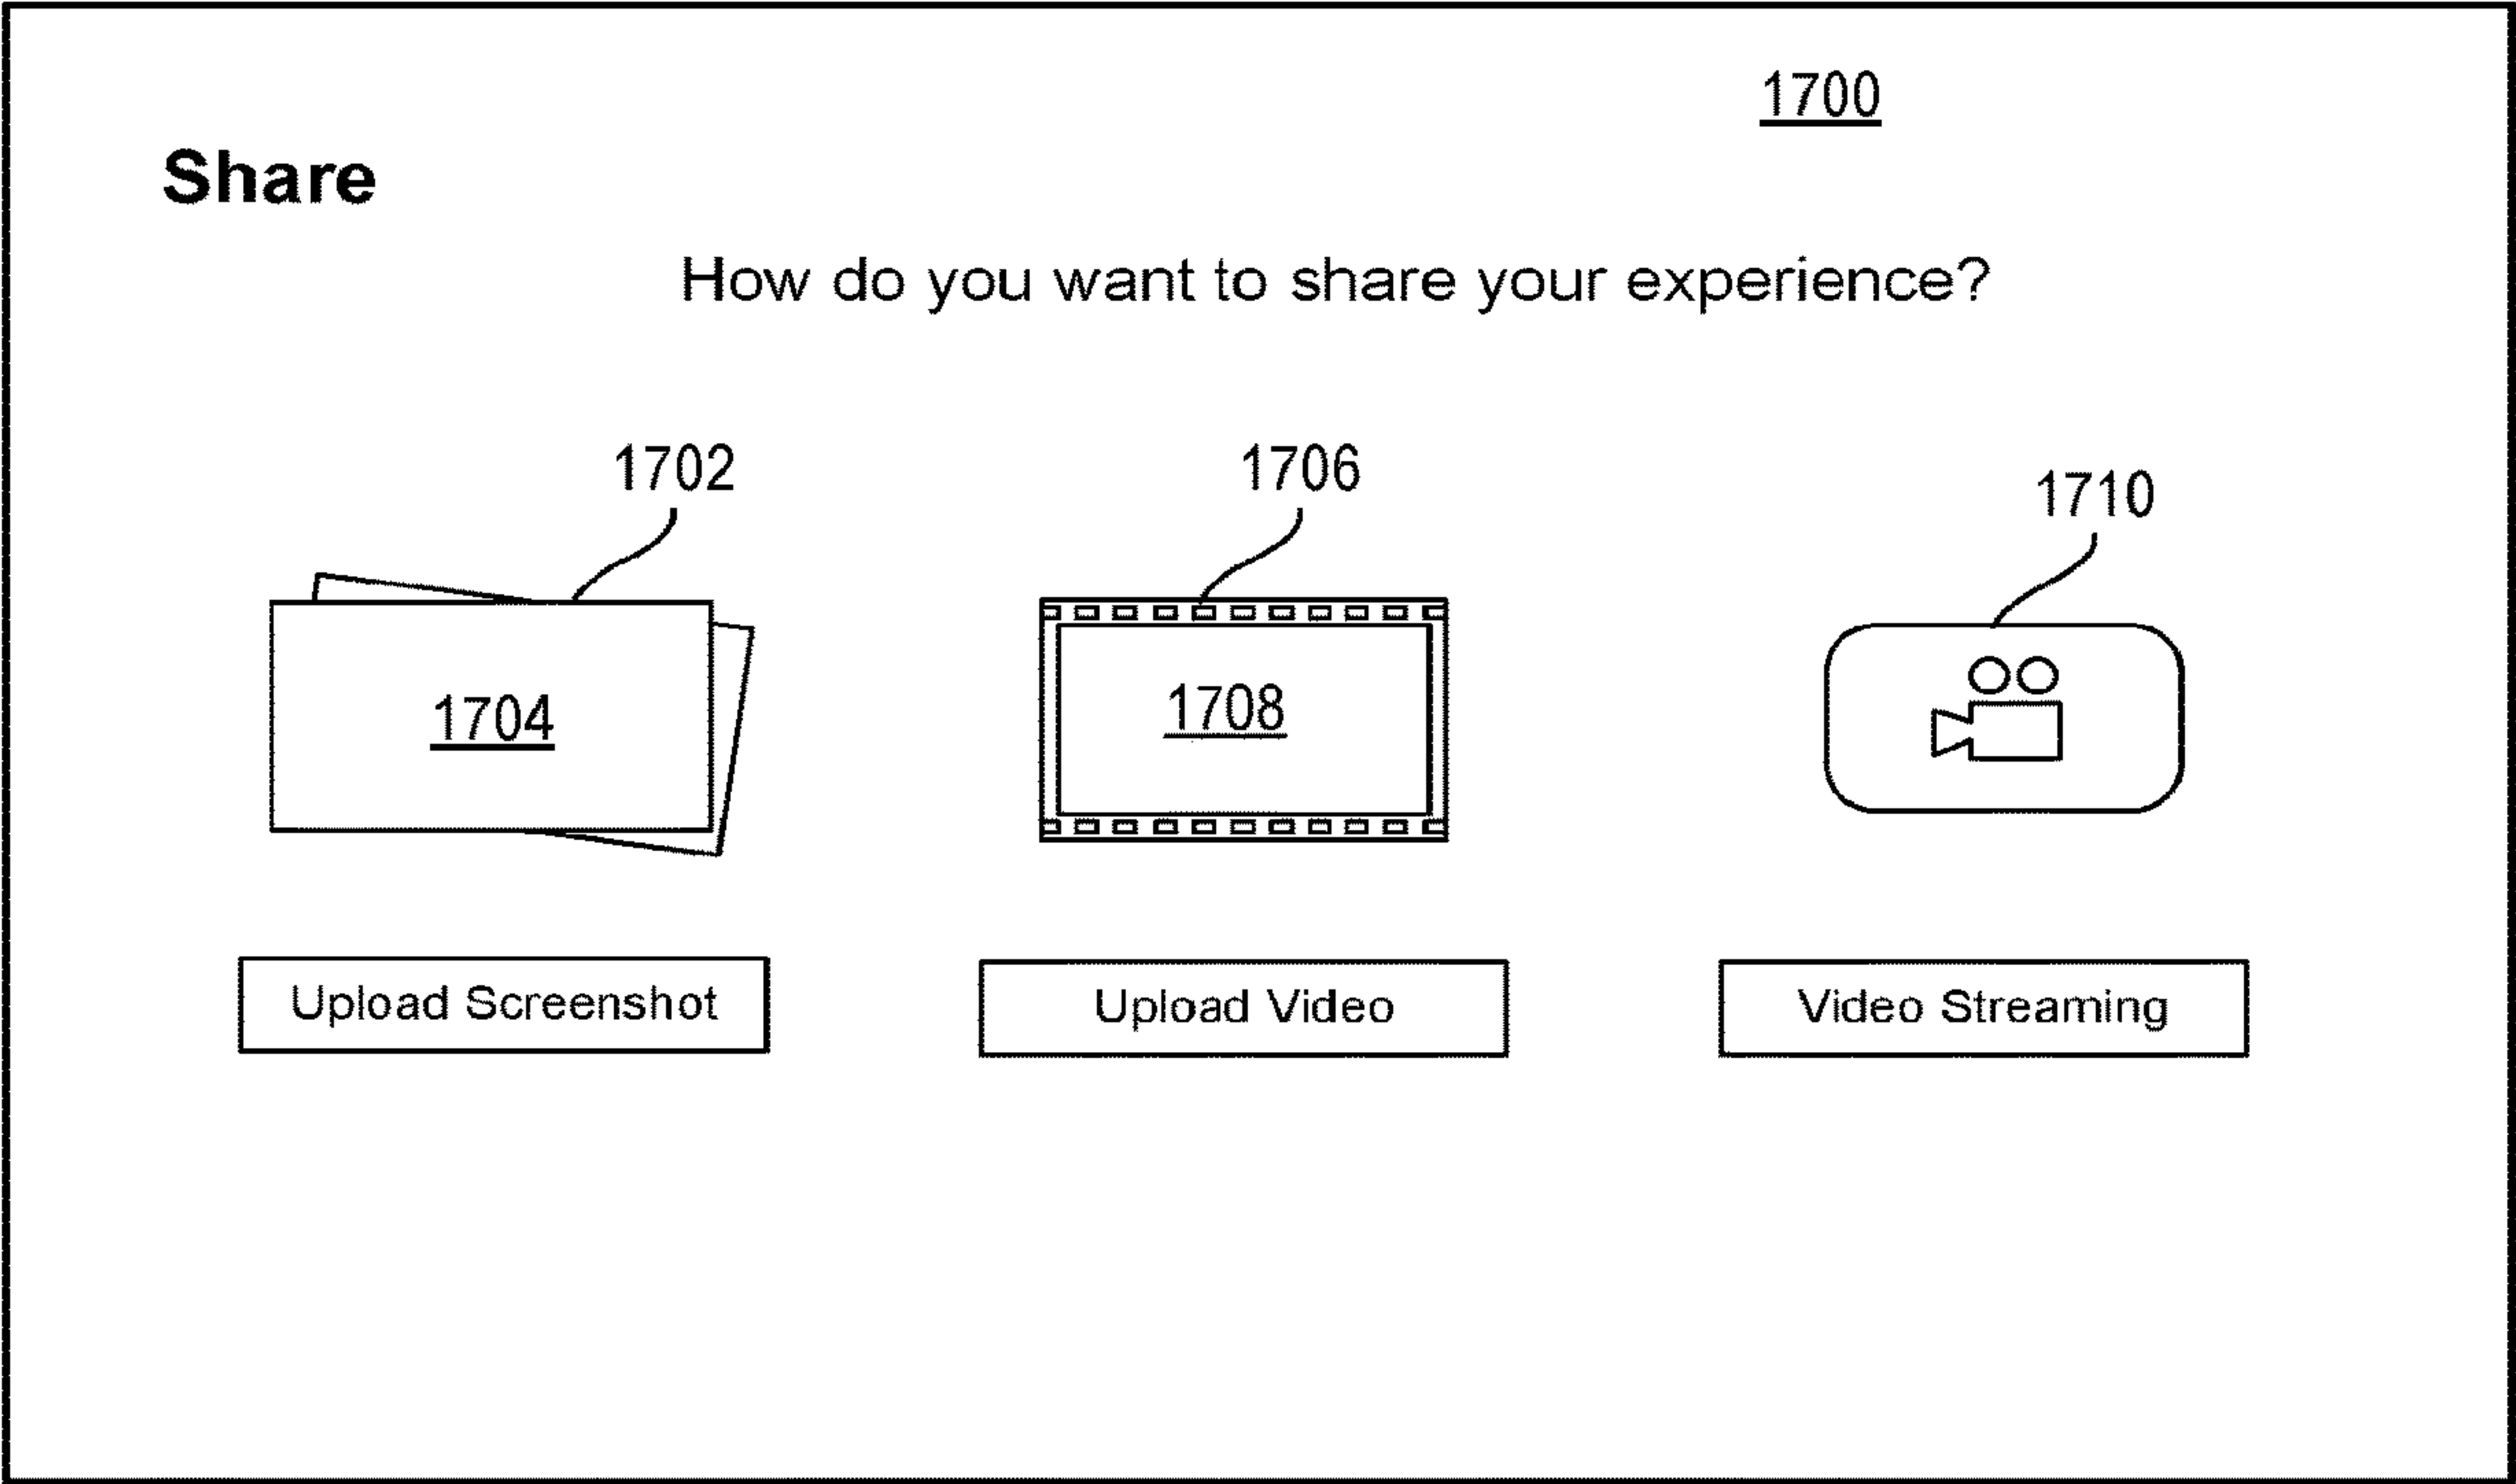 1700
Share
How do you want to share your experience?
1702
1706
1710
1704
1708
Upload Screenshot
Upload Video
Video Streaming